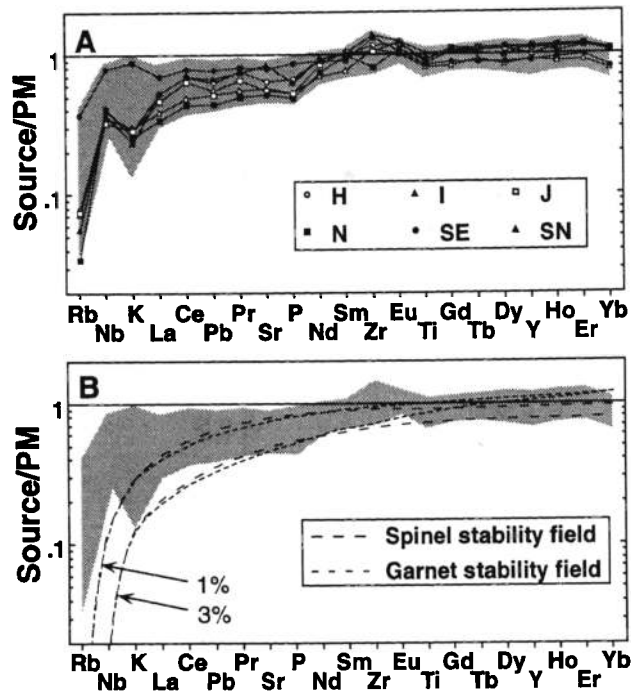 A
Source/PM
1
.1
H I J
N SE SN
Rb K Ce Pr P Sm Eu Gd Dy Ho Yb
Nb La Pb Sr Nd Zr Ti Tb Y Er
B
Source/PM
1
.1
Spinel stability field
Garnet stability field
1%
3%
Rb K Ce Pr P Sm Eu Gd Dy Ho Yb
Nb La Pb Sr Nd Zr Ti Tb Y Er